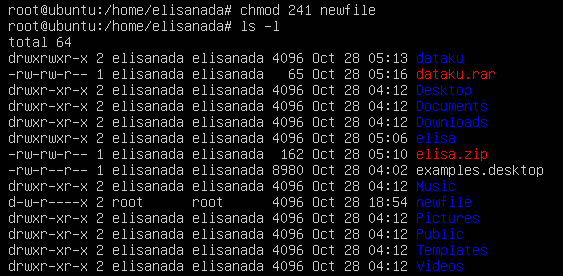 root@ubuntu:/home/elisanada# chmod 241 newfile
root@ubuntu:/home/elisanada# ls -l
total 64
drwxrwxr-x 2 elisanada elisanada 4096 Oct 28 05:13 dataku
-rw-rw-r-- 1 elisanada elisanada 65 Oct 28 05:16 dataku.rar
drwxr-xr-x 2 elisanada elisanada 4096 Oct 28 04:12 Desktop
drwxr-xr-x 2 elisanada elisanada 4096 Oct 28 04:12 Documents
drwxr-xr-x 2 elisanada elisanada 4096 Oct 28 04:12 Downloads
drwxr-xr-x 2 elisanada elisanada 4096 Oct 28 05:06 elisa
-rw-rw-r-- 1 elisanada elisanada 162 Oct 28 05:10 elisa.zip
-rw-r--r-- 1 elisanada elisanada 8980 Oct 28 04:02 examples.desktop
drwxr-xr-x 2 elisanada elisanada 4096 Oct 28 04:12 Music
d-w-r----x 2 root root 4096 Oct 28 18:54 newfile
drwxr-xr-x 2 elisanada elisanada 4096 Oct 28 04:12 Pictures
drwxr-xr-x 2 elisanada elisanada 4096 Oct 28 04:12 Public
drwxr-xr-x 2 elisanada elisanada 4096 Oct 28 04:12 Templates
drwxr-xr-x 2 elisanada elisanada 4096 Oct 28 04:12 Videos